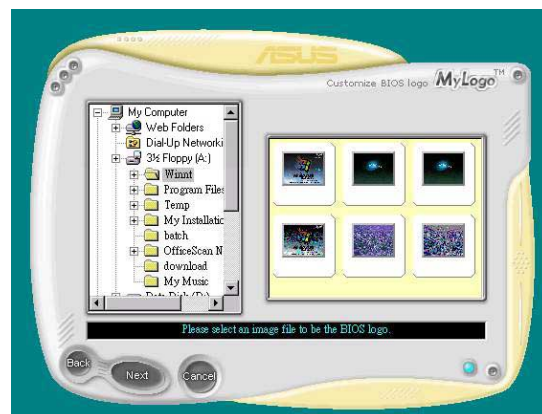 ASUS
Customize BIOS logo MyLogo™
My Computer
Web Folders
Dial-Up Networki
3½ Floppy (A:)
Winnt
Program Files
Temp
My Installatic
batch
OfficeScan N
download
My Music
Data Disk (D:)
Please select an image file to be the BIOS logo.
Back
Next
Cancel